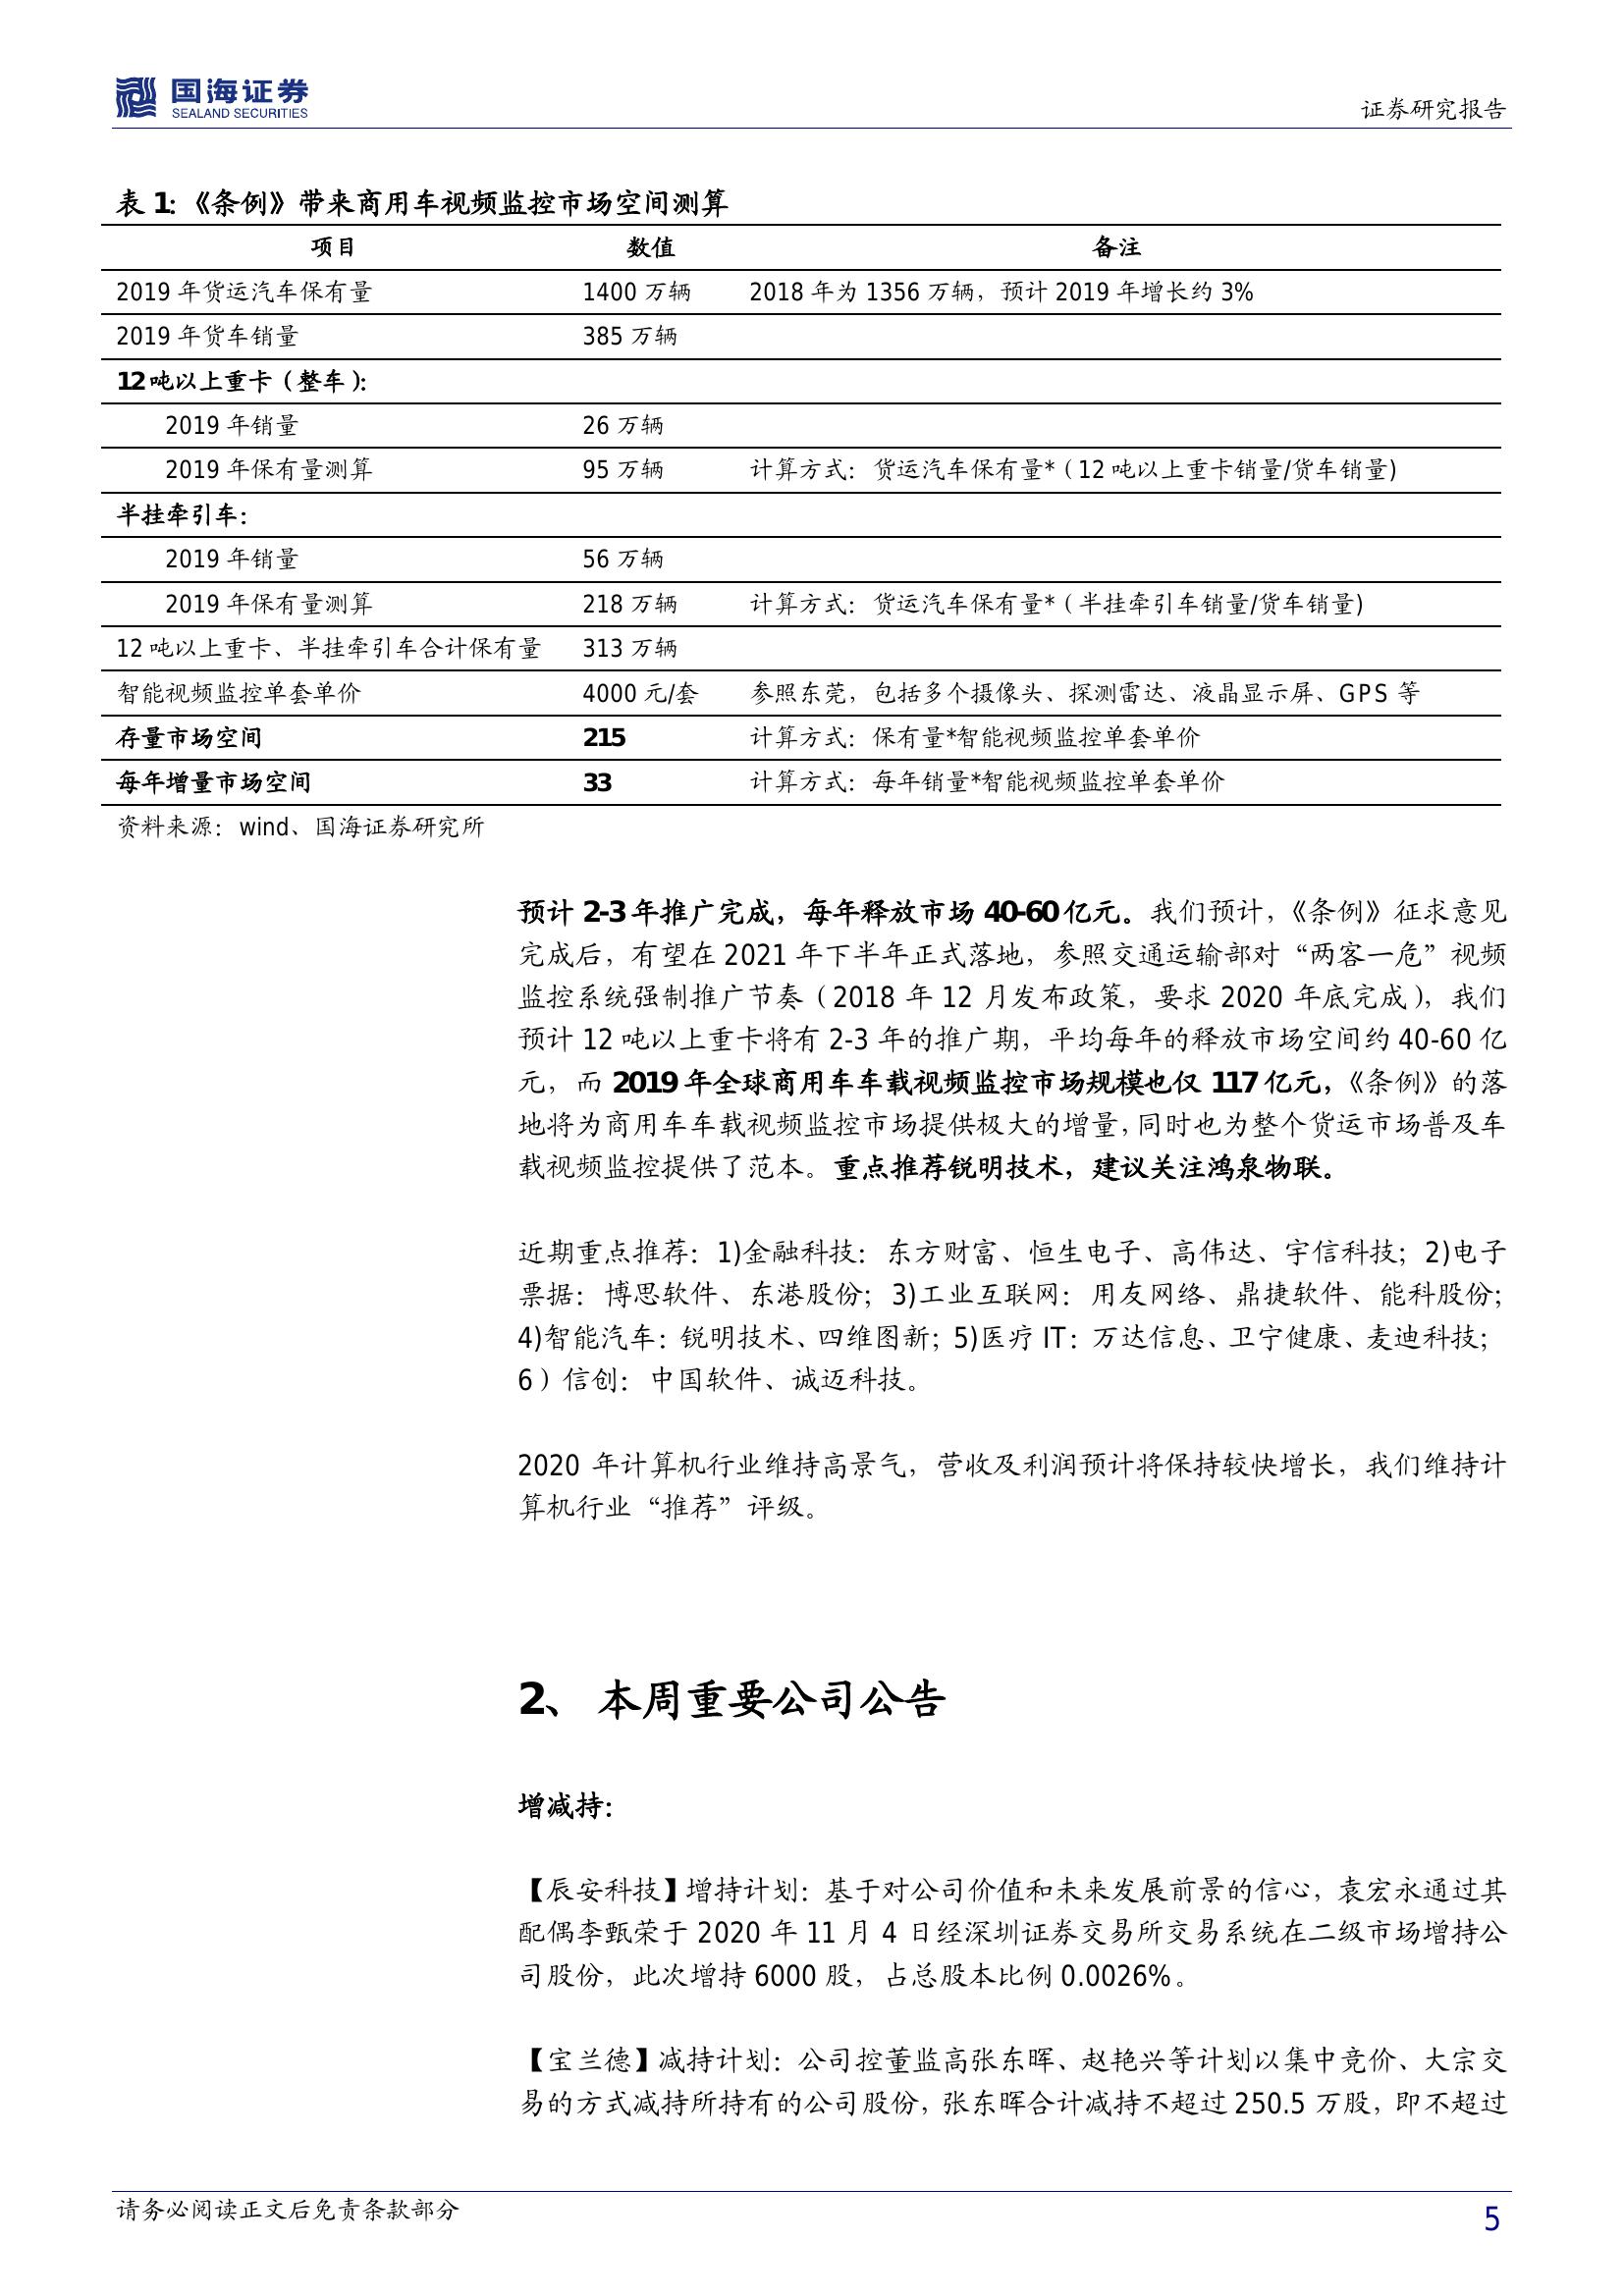 国海证券
SEALAND SECURITIES
证券研究报告
表 1：《条例》带来商用车视频监控市场空间测算
项目 数值 备注
2019 年货运汽车保有量 1400 万辆 2018 年为 1356 万辆，预计 2019 年增长约 3%
2019 年货车销量 385 万辆
12 吨以上重卡（整车）：
2019 年销量 26 万辆
2019 年保有量测算 95 万辆 计算方式：货运汽车保有量*（12 吨以上重卡销量/货车销量)
半挂牵引车：
2019 年销量 56 万辆
2019 年保有量测算 218 万辆 计算方式：货运汽车保有量*（半挂牵引车销量/货车销量)
12 吨以上重卡、半挂牵引车合计保有量 313 万辆
智能视频监控单套单价 4000 元/套 参照东莞，包括多个摄像头、探测雷达、液晶显示屏、GPS 等
存量市场空间 215 计算方式：保有量*智能视频监控单套单价
每年增量市场空间 33 计算方式：每年销量*智能视频监控单套单价
资料来源：wind、国海证券研究所
预计 2-3 年推广完成，每年释放市场 40-60 亿元。我们预计，《条例》征求意见
完成后，有望在 2021 年下半年正式落地，参照交通运输部对“两客一危”视频
监控系统强制推广节奏（2018 年 12 月发布政策，要求 2020 年底完成），我们
预计 12 吨以上重卡将有 2-3 年的推广期，平均每年的释放市场空间约 40-60 亿
元，而 2019 年全球商用车车载视频监控市场规模也仅 117 亿元，《条例》的落
地将为商用车车载视频监控市场提供极大的增量，同时也为整个货运市场普及车
载视频监控提供了范本。重点推荐锐明技术，建议关注鸿泉物联。
近期重点推荐：1)金融科技：东方财富、恒生电子、高伟达、宇信科技；2)电子
票据：博思软件、东港股份；3)工业互联网：用友网络、鼎捷软件、能科股份；
4)智能汽车：锐明技术、四维图新；5)医疗 IT：万达信息、卫宁健康、麦迪科技；
6）信创：中国软件、诚迈科技。
2020 年计算机行业维持高景气，营收及利润预计将保持较快增长，我们维持计
算机行业“推荐”评级。
2、 本周重要公司公告
增减持：
【辰安科技】增持计划：基于对公司价值和未来发展前景的信心，袁宏永通过其
配偶李甄荣于 2020 年 11 月 4 日经深圳证券交易所交易系统在二级市场增持公
司股份，此次增持 6000 股，占总股本比例 0.0026%。
【宝兰德】减持计划：公司控董监高张东晖、赵艳兴等计划以集中竞价、大宗交
易的方式减持所持有的公司股份，张东晖合计减持不超过 250.5 万股，即不超过
请务必阅读正文后免责条款部分
5